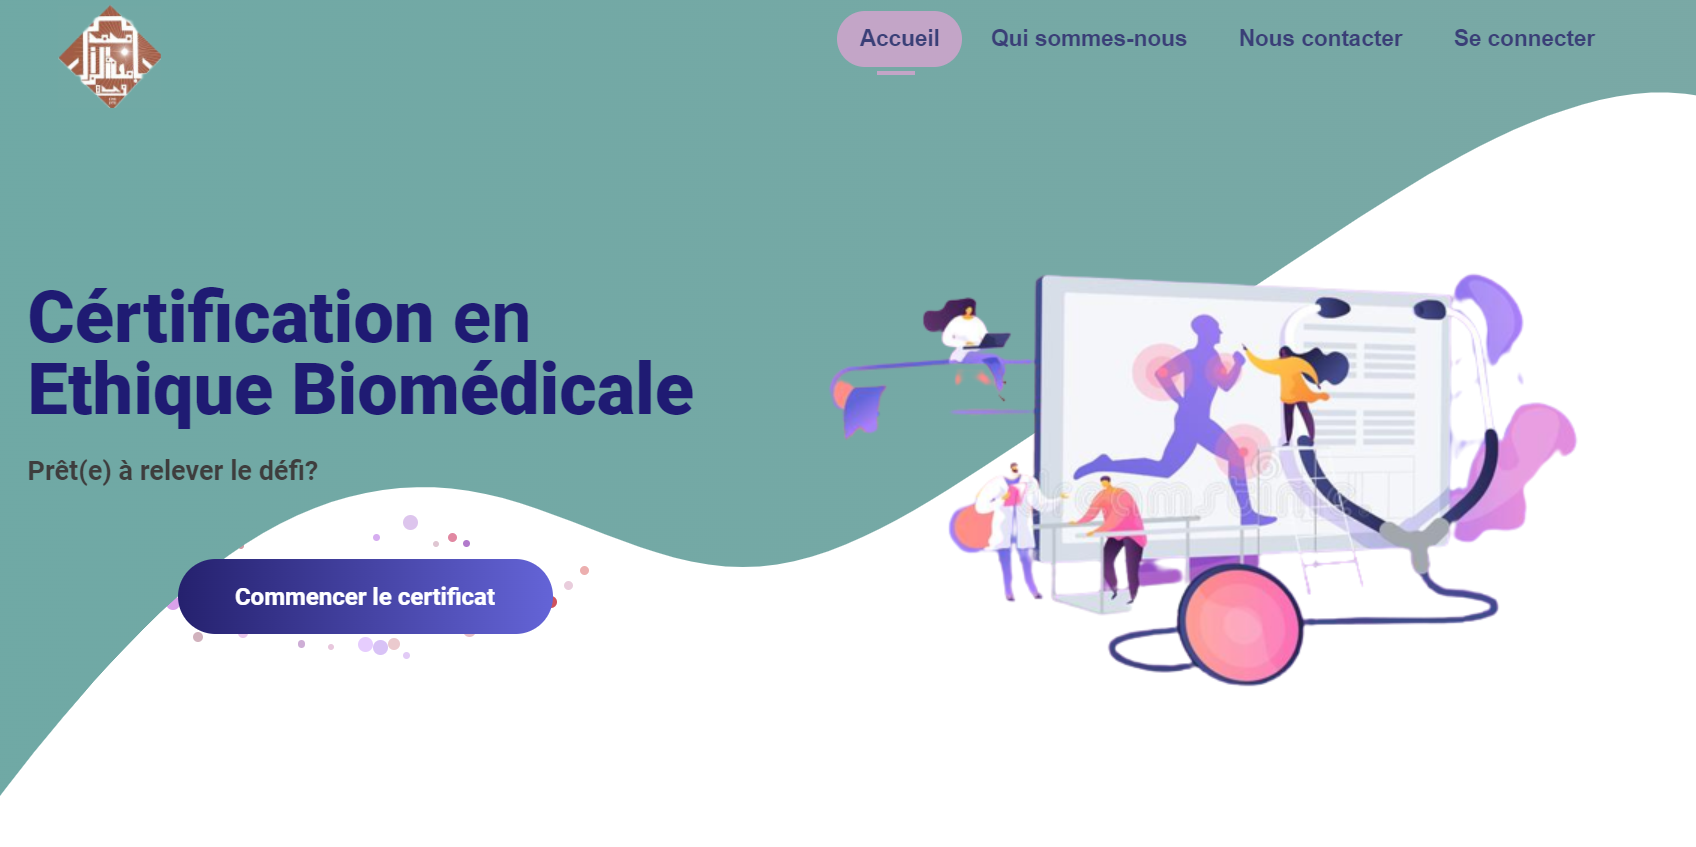 Accueil
Qui sommes-nous
Nous contacter
Se connecter
Cértification en
Ethique Biomédicale
Prêt(e) à relever le défi?
Commencer le certificat
dreamstime